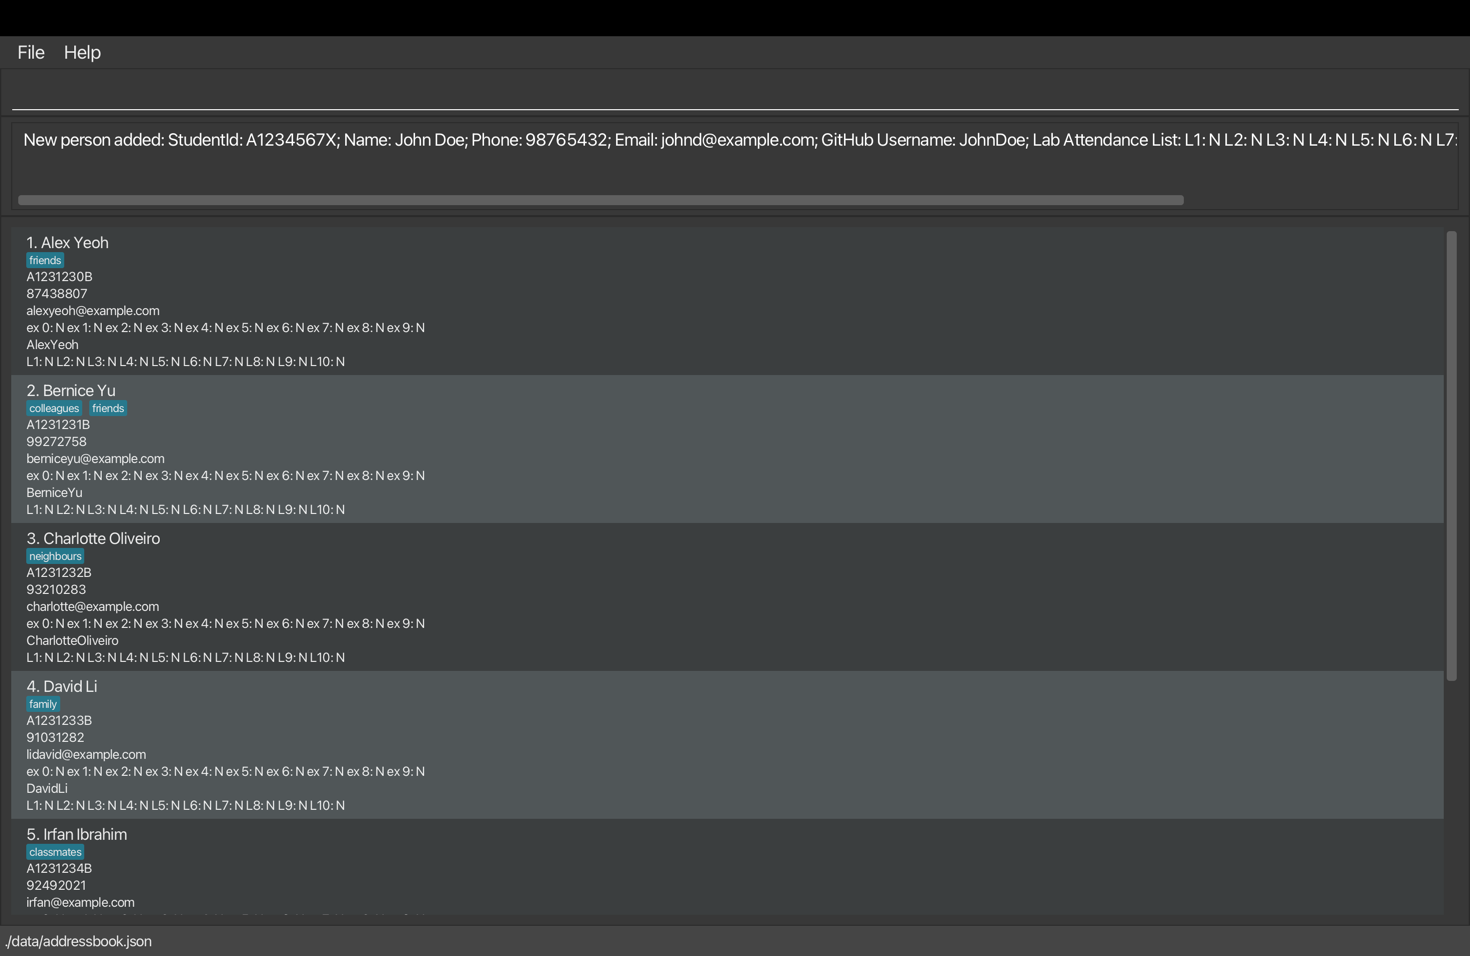 File Help
New person added: StudentId: A1234567X; Name: John Doe; Phone: 98765432; Email: johnd@example.com; GitHub Username: JohnDoe; Lab Attendance List: L1: N L2: N L3: N L4: N L5: N L6: N L7:
1. Alex Yeoh
friends
A1231230B
87438807
alexyeoh@example.com
ex 0: N ex 1: N ex 2: N ex 3: N ex 4: N ex 5: N ex 6: N ex 7: N ex 8: N ex 9: N
AlexYeoh
L1: N L2: N L3: N L4: N L5: N L6: N L7: N L8: N L9: N L10: N
2. Bernice Yu
colleagues friends
A1231231B
99272758
berniceyu@example.com
ex 0: N ex 1: N ex 2: N ex 3: N ex 4: N ex 5: N ex 6: N ex 7: N ex 8: N ex 9: N
BerniceYu
L1: N L2: N L3: N L4: N L5: N L6: N L7: N L8: N L9: N L10: N
3. Charlotte Oliveiro
neighbours
A1231232B
93210283
charlotte@example.com
ex 0: N ex 1: N ex 2: N ex 3: N ex 4: N ex 5: N ex 6: N ex 7: N ex 8: N ex 9: N
CharlotteOliveiro
L1: N L2: N L3: N L4: N L5: N L6: N L7: N L8: N L9: N L10: N
4. David Li
family
A1231233B
91031282
lidavid@example.com
ex 0: N ex 1: N ex 2: N ex 3: N ex 4: N ex 5: N ex 6: N ex 7: N ex 8: N ex 9: N
DavidLi
L1: N L2: N L3: N L4: N L5: N L6: N L7: N L8: N L9: N L10: N
5. Irfan Ibrahim
classmates
A1231234B
92492021
irfan@example.com
./data/addressbook.json